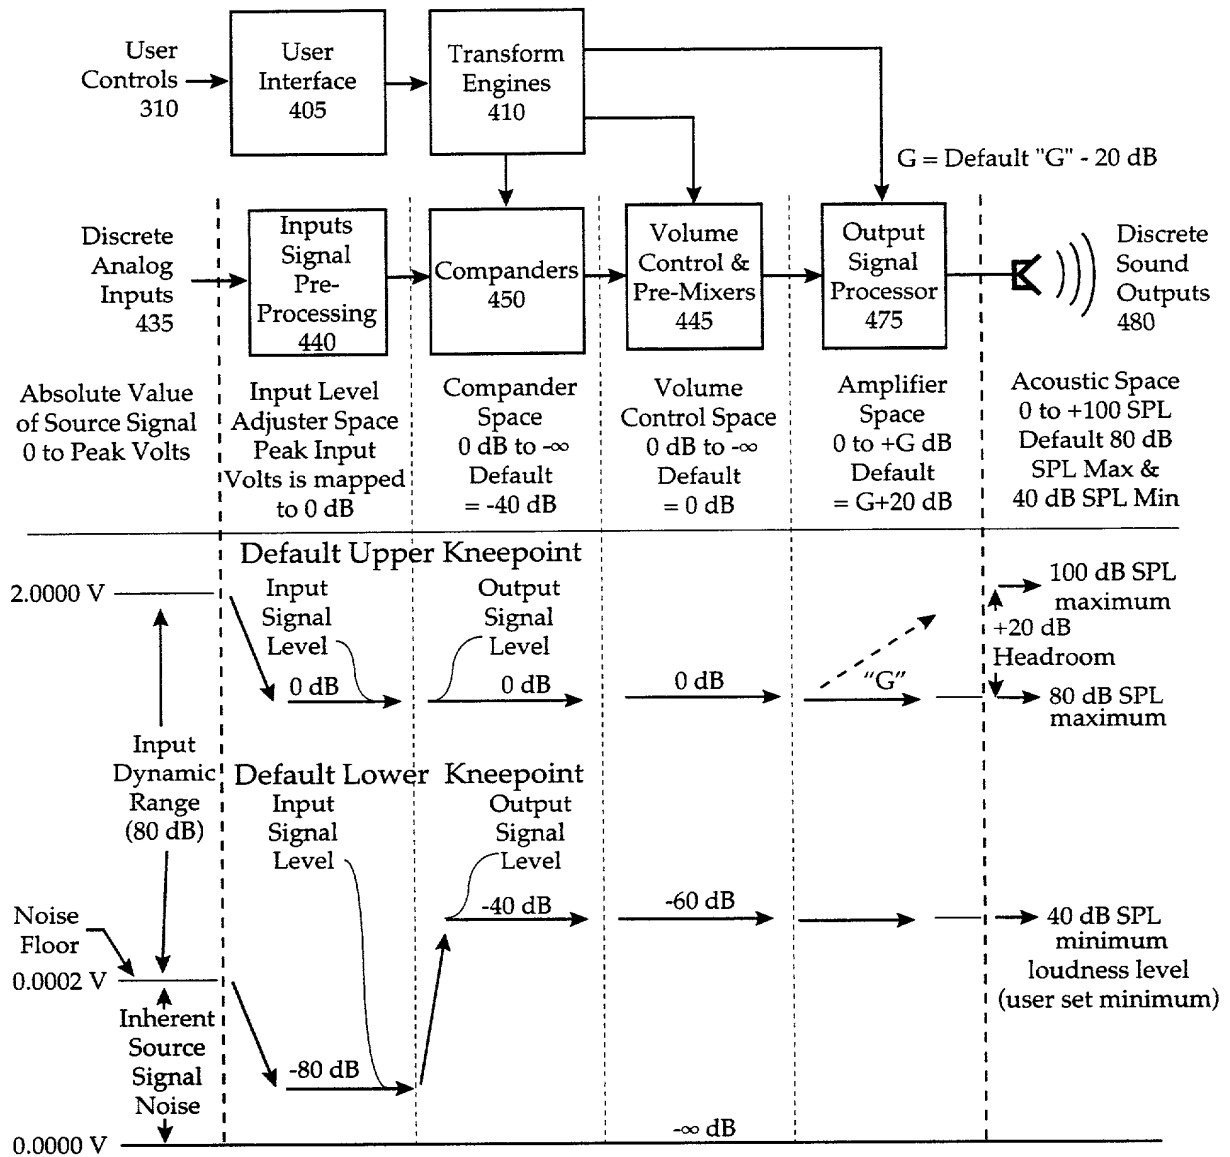 User
Controls
310
User
Interface
405
Transform
Engines
410
G = Default "G" - 20 dB
Discrete
Analog
Inputs
435
Inputs
Signal
Pre-
Processing
440
Companders
450
Volume
Control &
Pre-Mixers
445
Output
Signal
Processor
475
Discrete
Sound
Outputs
480
Absolute Value
of Source Signal
0 to Peak Volts
Input Level
Adjuster Space
Peak Input
Volts is mapped
to 0 dB
Compander
Space
0 dB to -∞
Default
= -40 dB
Volume
Control Space
0 dB to -∞
Default
= 0 dB
Amplifier
Space
0 to +G dB
Default
= G+20 dB
Acoustic Space
0 to +100 SPL
Default 80 dB
SPL Max &
40 dB SPL Min
Default Upper Kneepoint
2.0000 V
Input
Signal
Level
0 dB
Output
Signal
Level
0 dB
0 dB
"G"
100 dB SPL
maximum
+20 dB
Headroom
80 dB SPL
maximum
Input
Dynamic
Range
(80 dB)
Default Lower Kneepoint
Input
Signal
Level
Output
Signal
Level
-40 dB
-60 dB
40 dB SPL
minimum
loudness level
(user set minimum)
Noise
Floor
0.0002 V
Inherent
Source
Signal
Noise
-80 dB
-∞ dB
0.0000 V